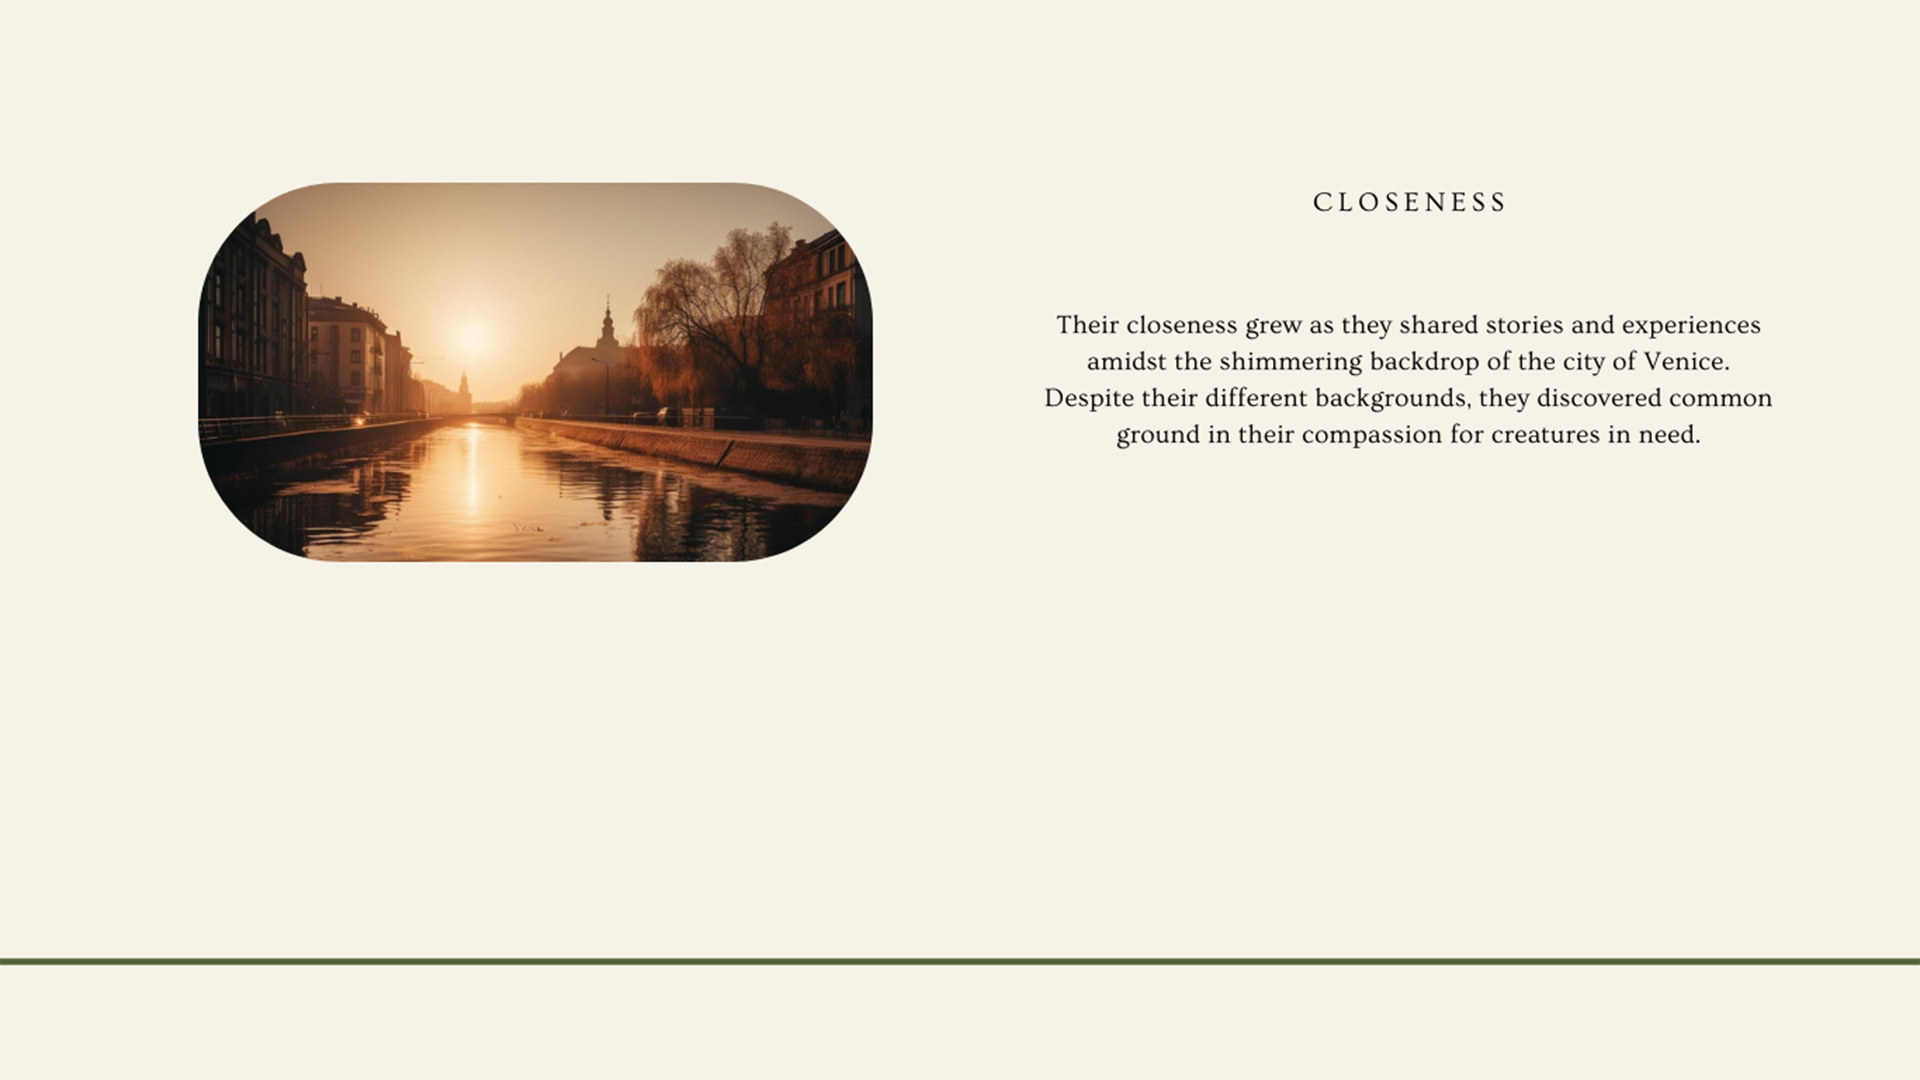 CLOSENESS
Their closeness grew as they shared stories and experiences
amidst the shimmering backdrop of the city of Venice.
Despite their different backgrounds, they discovered common
ground in their compassion for creatures in need.